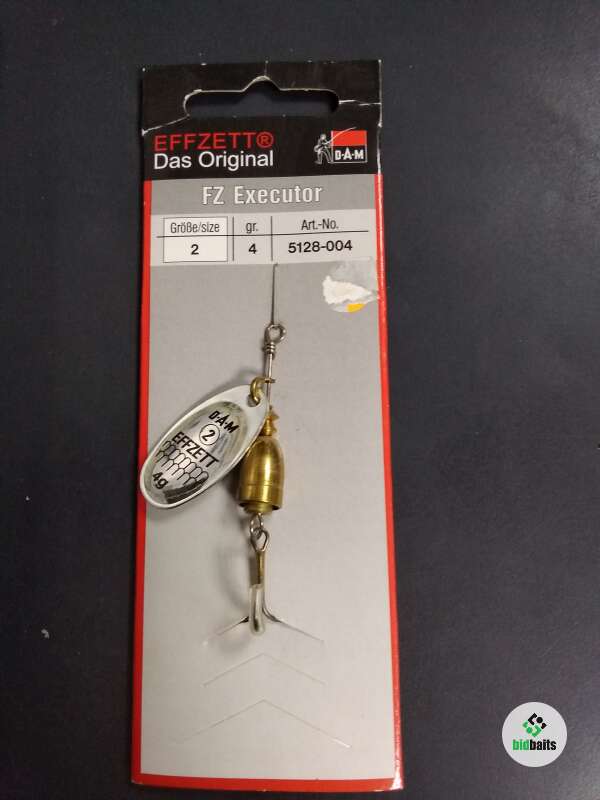 EFFZETT®
Das Original
D·A·M
FZ Executor
Größe/size gr. Art.-No.
2 4 5128-004
D·A·M
2
EFFZETT
4g
bidbaits